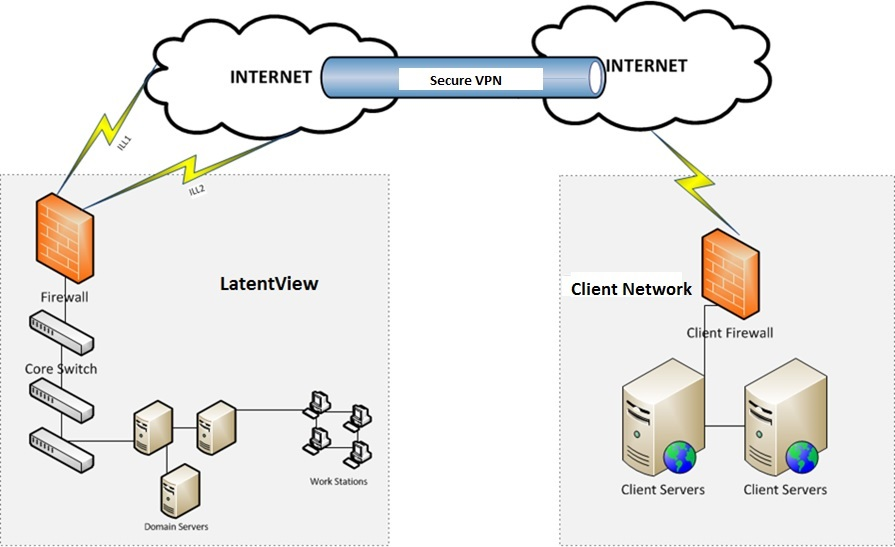 INTERNET
Secure VPN
INTERNET
ILL1
ILL2
LatentView
Client Network
Firewall
Client Firewall
Core Switch
Work Stations
Client Servers
Client Servers
Domain Servers